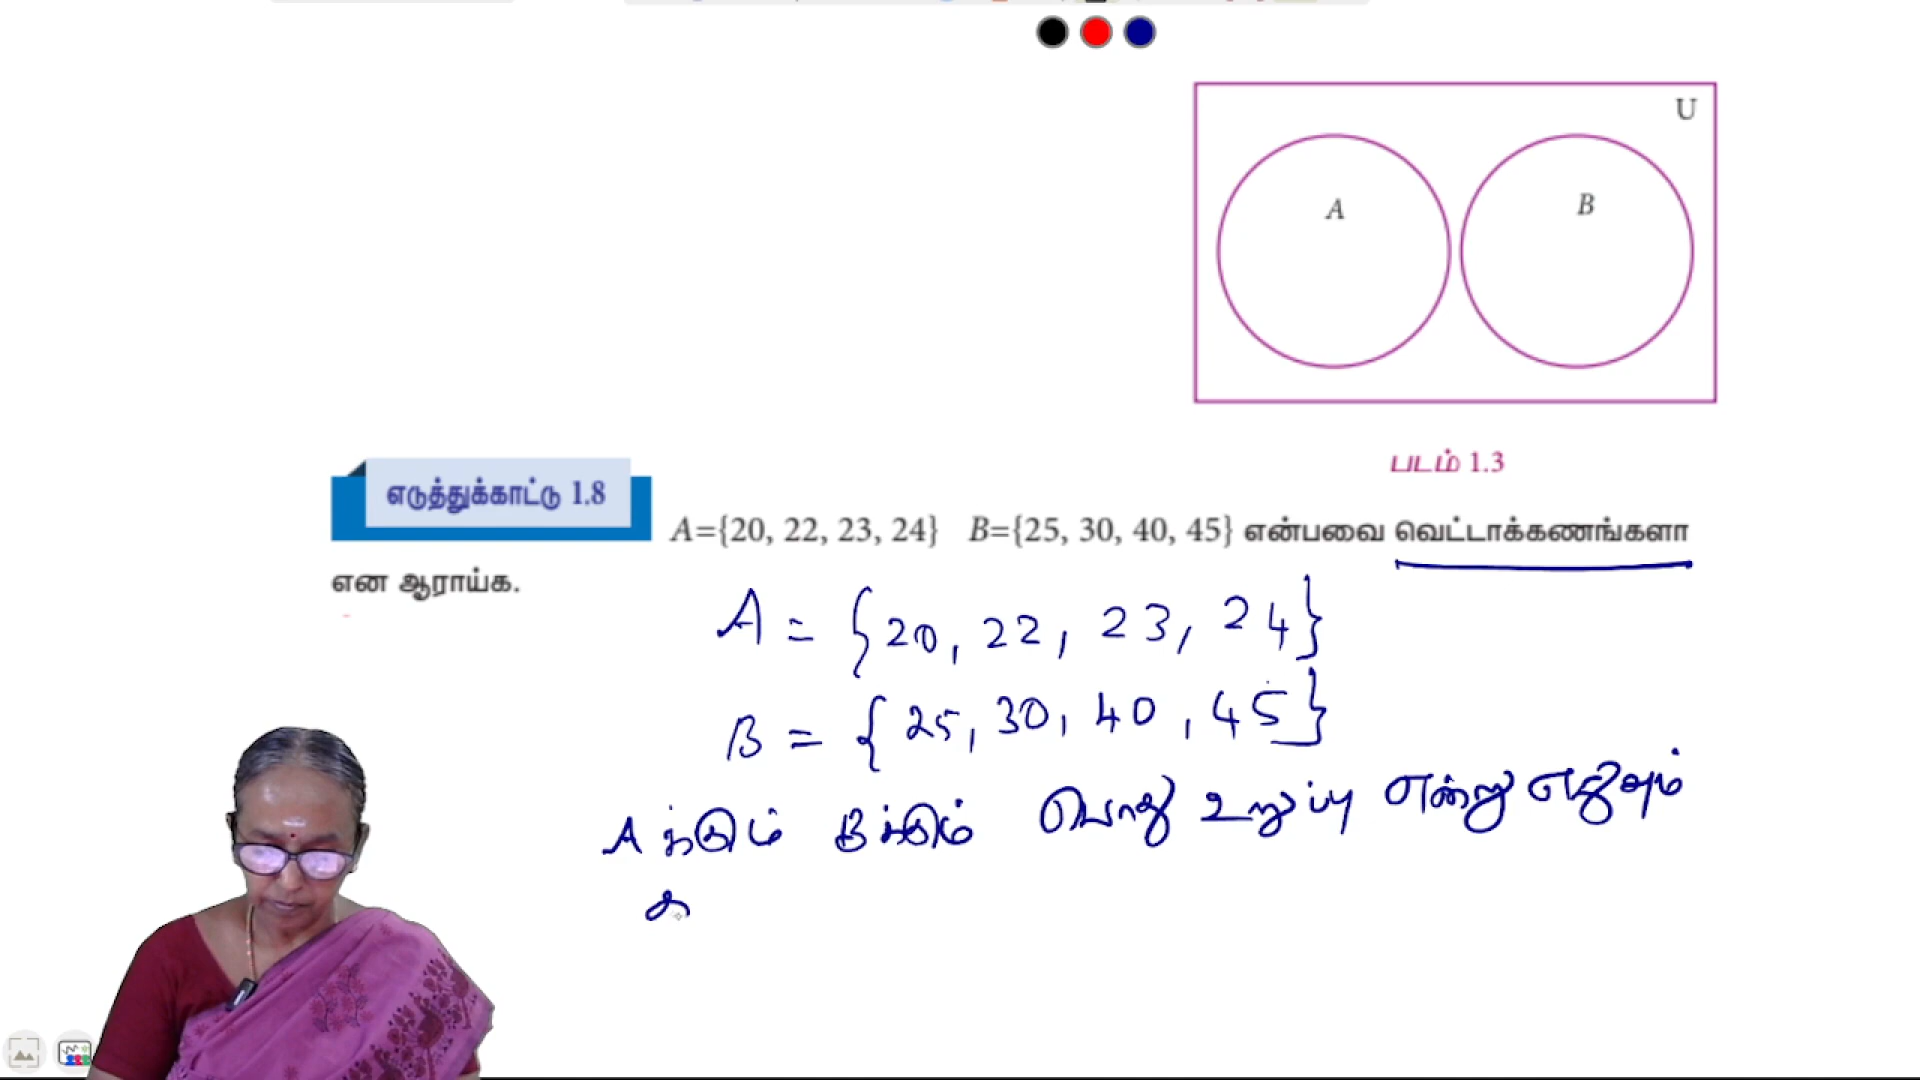 U
A B
படம் 1.3
எடுத்துக்காட்டு 1.8
A={20, 22, 23, 24} B={25, 30, 40, 45} என்பவை வெட்டாக்கணங்களா
என ஆராய்க.
A = {20, 22, 23, 24}
B = {25, 30, 40, 45}
A க்கும் B க்கும் பொது உறுப்பு என்று எதுவும்